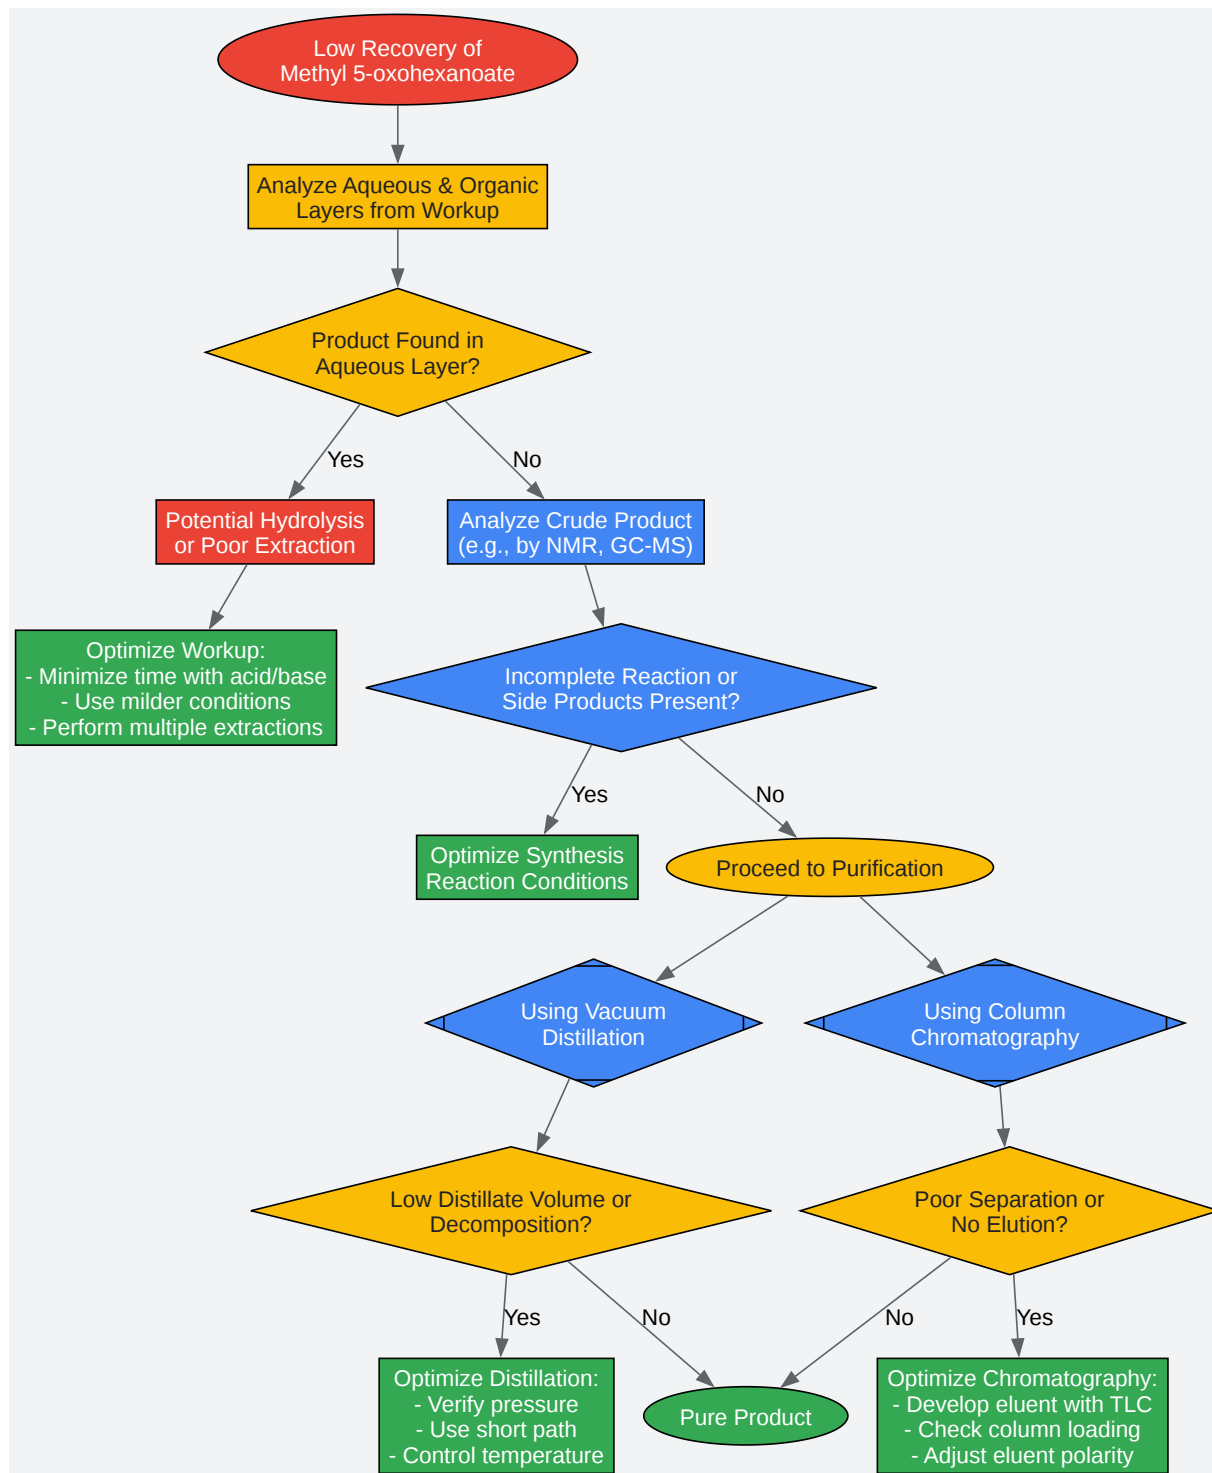 Low Recovery of
Methyl 5-oxohexanoate
Analyze Aqueous & Organic
Layers from Workup
Product Found in
Aqueous Layer?
Yes
No
Potential Hydrolysis
or Poor Extraction
Analyze Crude Product
(e.g., by NMR, GC-MS)
Optimize Workup:
- Minimize time with acid/base
- Use milder conditions
- Perform multiple extractions
Incomplete Reaction or
Side Products Present?
Yes
No
Optimize Synthesis
Reaction Conditions
Proceed to Purification
Using Vacuum
Distillation
Using Column
Chromatography
Low Distillate Volume or
Decomposition?
Poor Separation or
No Elution?
Yes
No
No
Yes
Optimize Distillation:
- Verify pressure
- Use short path
- Control temperature
Pure Product
Optimize Chromatography:
- Develop eluent with TLC
- Check column loading
- Adjust eluent polarity